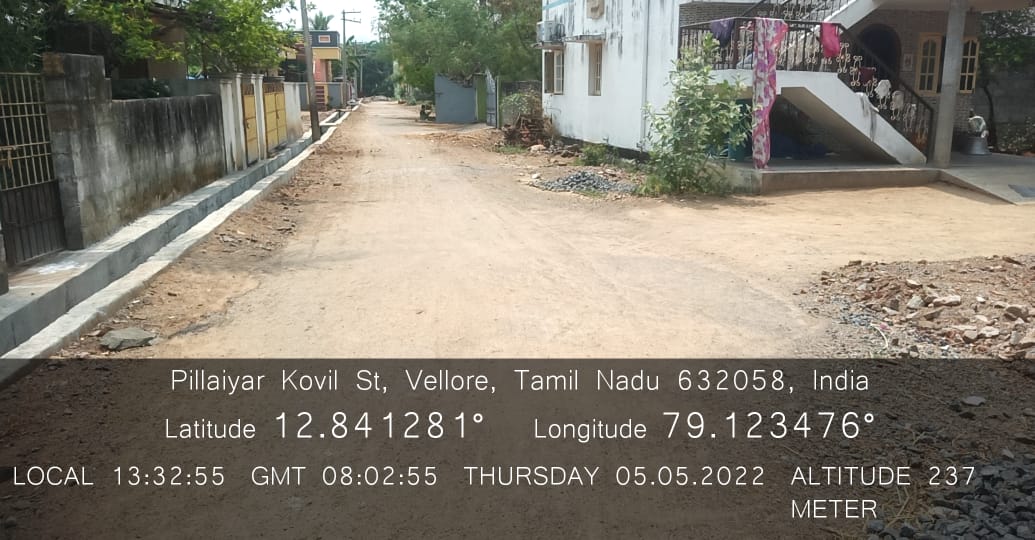 Pillaiyar Kovil St, Vellore, Tamil Nadu 632058, India
Latitude 12.841281° Longitude 79.123476°
LOCAL 13:32:55 GMT 08:02:55 THURSDAY 05.05.2022 ALTITUDE 237
METER